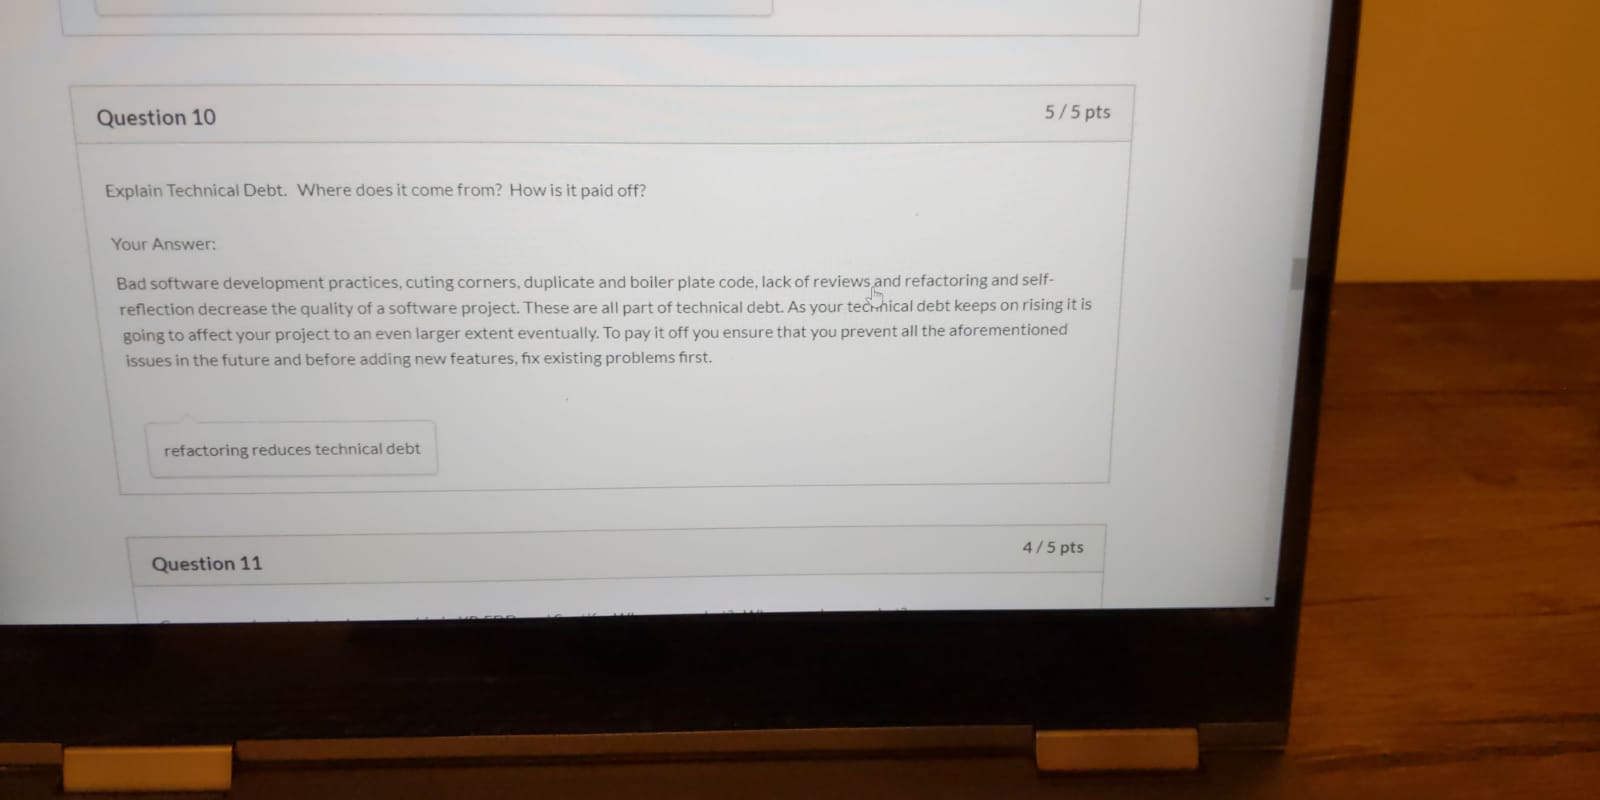 Question 10
5 / 5 pts
Explain Technical Debt. Where does it come from? How is it paid off?
Your Answer:
Bad software development practices, cuting corners, duplicate and boiler plate code, lack of reviews and refactoring and self-
reflection decrease the quality of a software project. These are all part of technical debt. As your technical debt keeps on rising it is
going to affect your project to an even larger extent eventually. To pay it off you ensure that you prevent all the aforementioned
issues in the future and before adding new features, fix existing problems first.
refactoring reduces technical debt
Question 11
4 / 5 pts